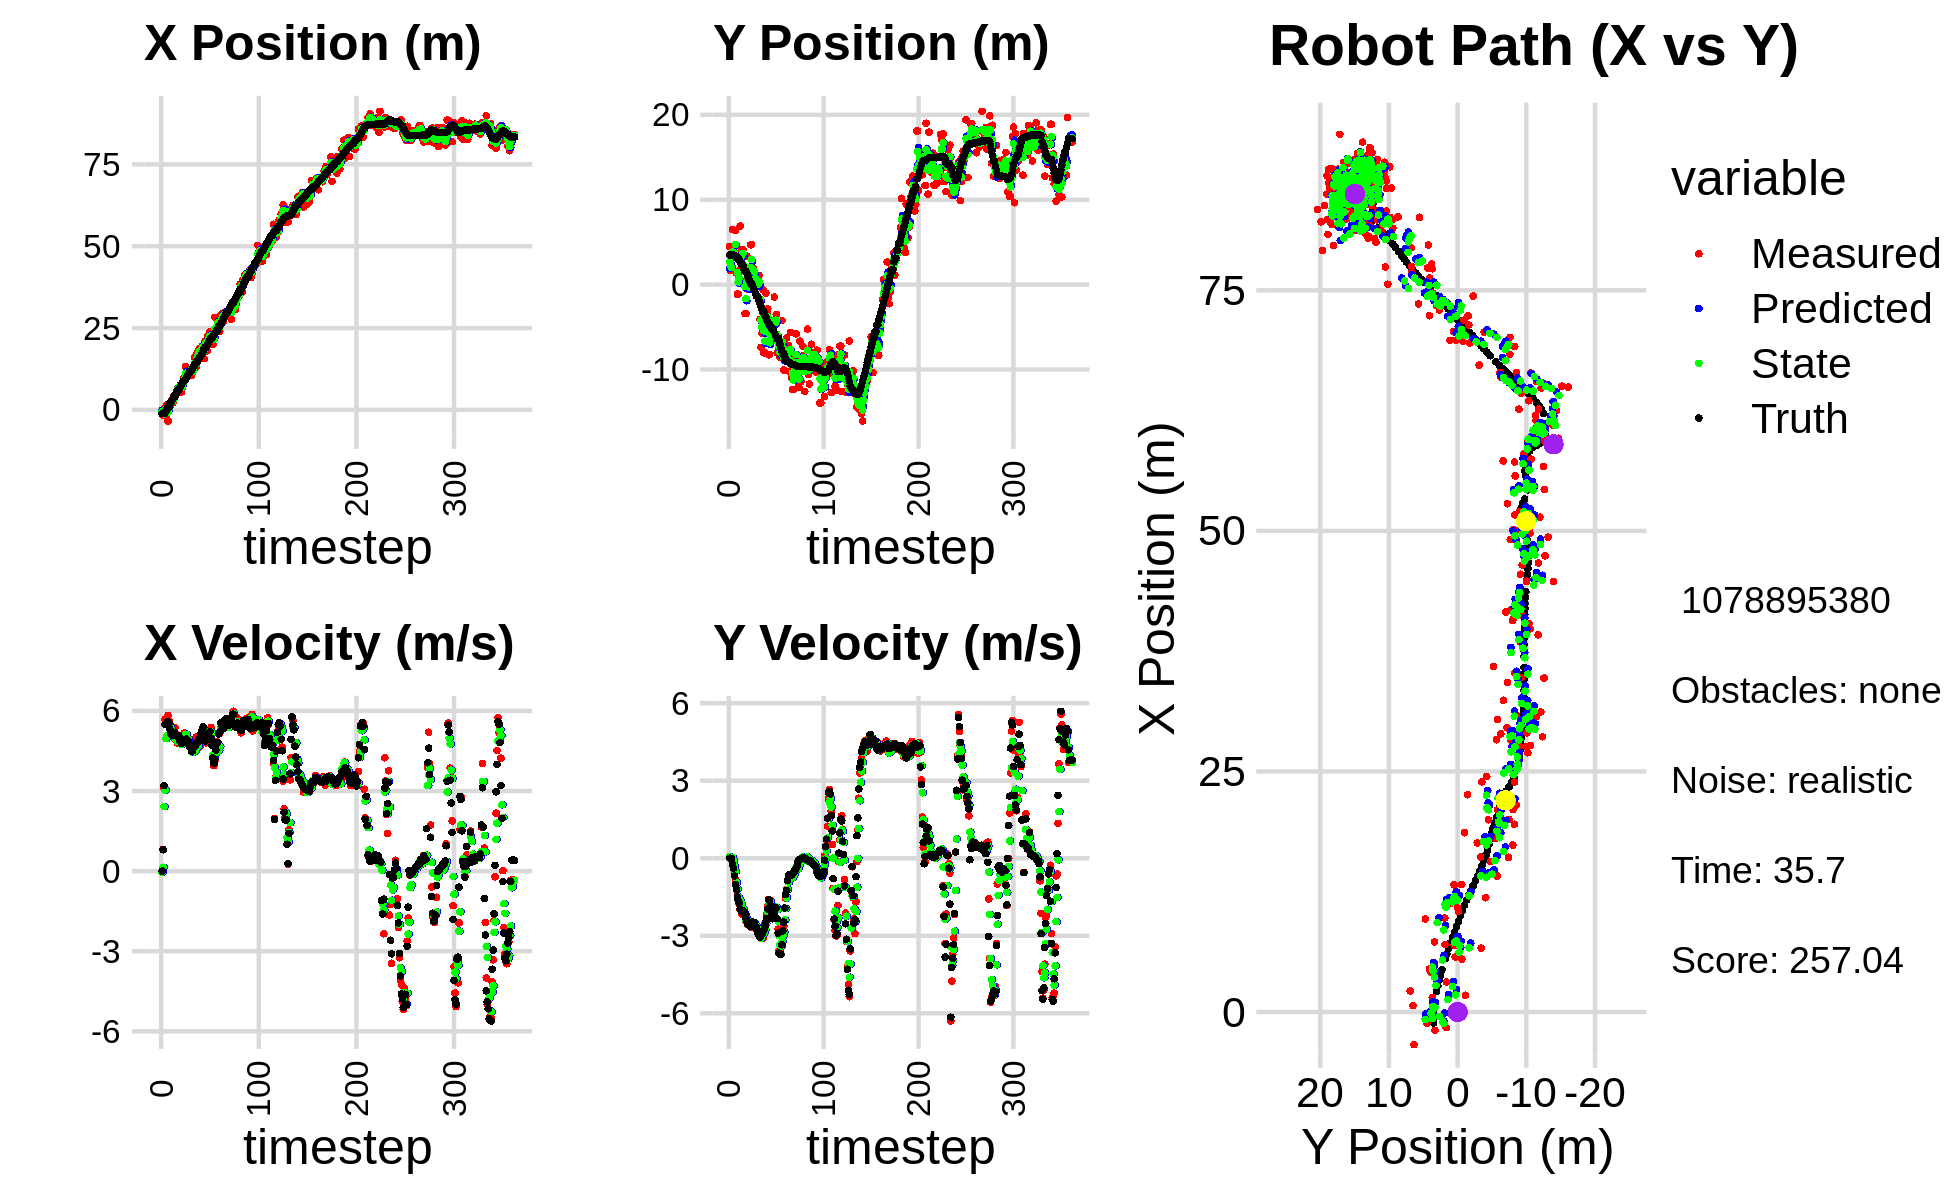 X Position (m)
75
50
25
0
0
100
200
300
timestep
Y Position (m)
20
10
0
-10
0
100
200
300
timestep
X Velocity (m/s)
6
3
0
-3
-6
0
100
200
300
timestep
Y Velocity (m/s)
6
3
0
-3
-6
0
100
200
300
timestep
Robot Path (X vs Y)
X Position (m)
75
50
25
0
20 10 0 -10 -20
Y Position (m)
variable
Measured
Predicted
State
Truth
1078895380
Obstacles: none
Noise: realistic
Time: 35.7
Score: 257.04